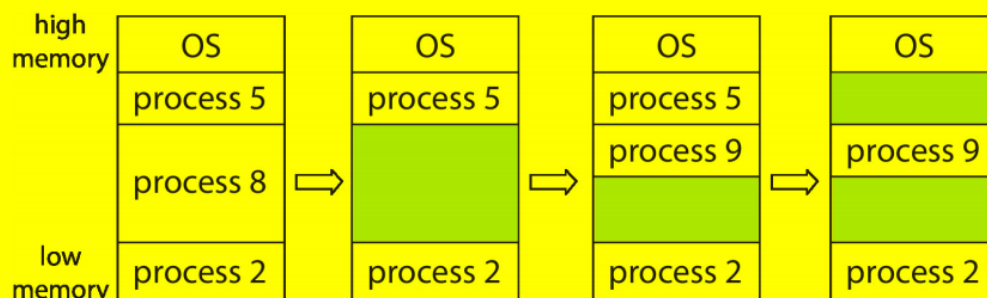 high
memory
OS
OS
OS
OS
process 5
process 5
process 5
process 8
process 9
process 9
low
memory
process 2
process 2
process 2
process 2